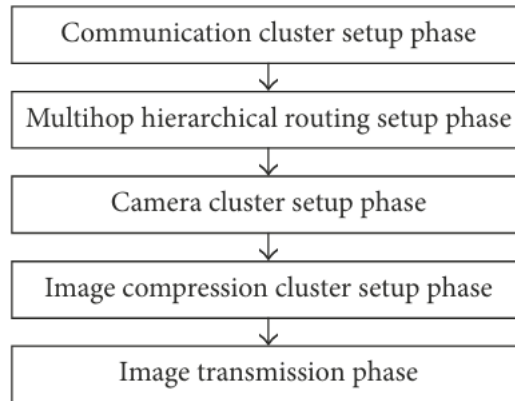 Communication cluster setup phase
Multihop hierarchical routing setup phase
Camera cluster setup phase
Image compression cluster setup phase
Image transmission phase